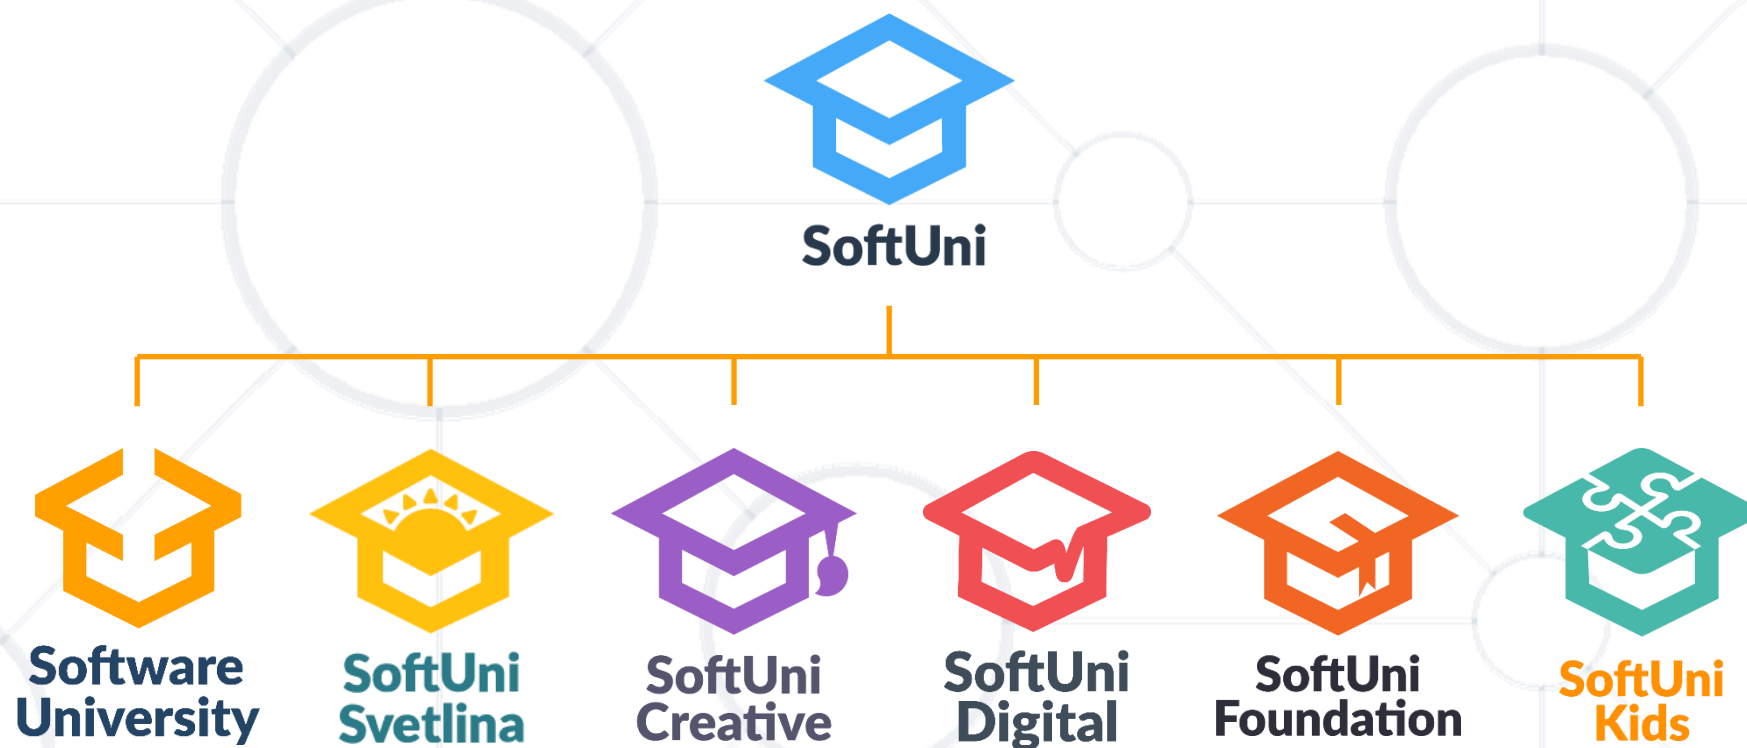 SoftUni
Software
University
SoftUni
Svetlina
SoftUni
Creative
SoftUni
Digital
SoftUni
Foundation
SoftUni
Kids